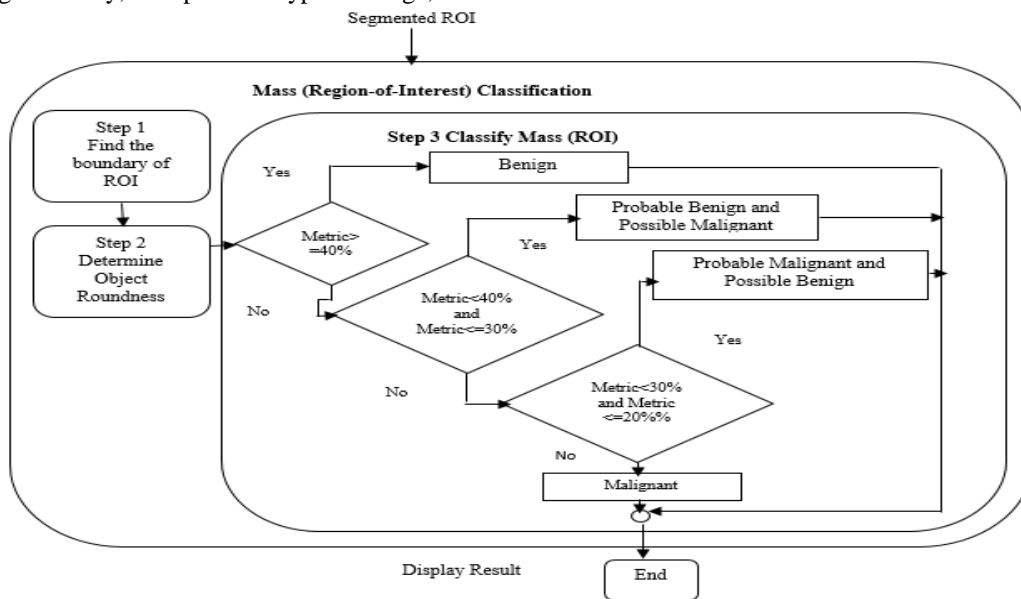 Segmented ROI
Mass (Region-of-Interest) Classification
Step 1
Find the
boundary of
ROI
Step 2
Determine
Object
Roundness
Step 3 Classify Mass (ROI)
Yes
Benign
Metric>
=40%
No
Probable Benign and
Possible Malignant
Yes
Metric<40%
and
Metric<=30%
No
Probable Malignant and
Possible Benign
Yes
Metric<30%
and Metric
<=20%%
No
Malignant
Display Result
End